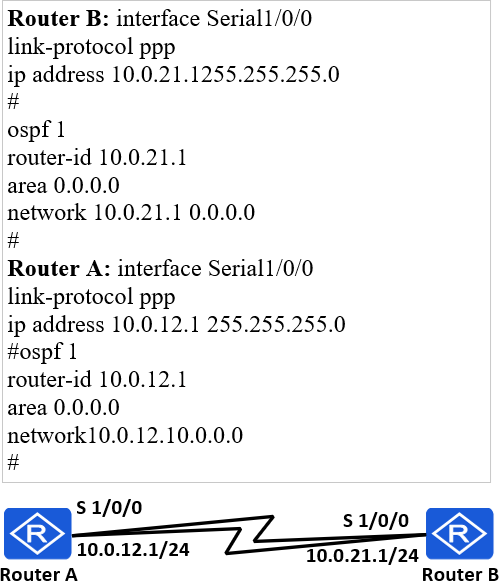 Router B: interface Serial1/0/0
link-protocol ppp
ip address 10.0.21.1255.255.255.0
#
ospf 1
router-id 10.0.21.1
area 0.0.0.0
network 10.0.21.1 0.0.0.0
#
Router A: interface Serial1/0/0
link-protocol ppp
ip address 10.0.12.1 255.255.255.0
#ospf 1
router-id 10.0.12.1
area 0.0.0.0
network10.0.12.10.0.0.0
#
S 1/0/0
S 1/0/0
R
R
10.0.12.1/24
10.0.21.1/24
Router A
Router B